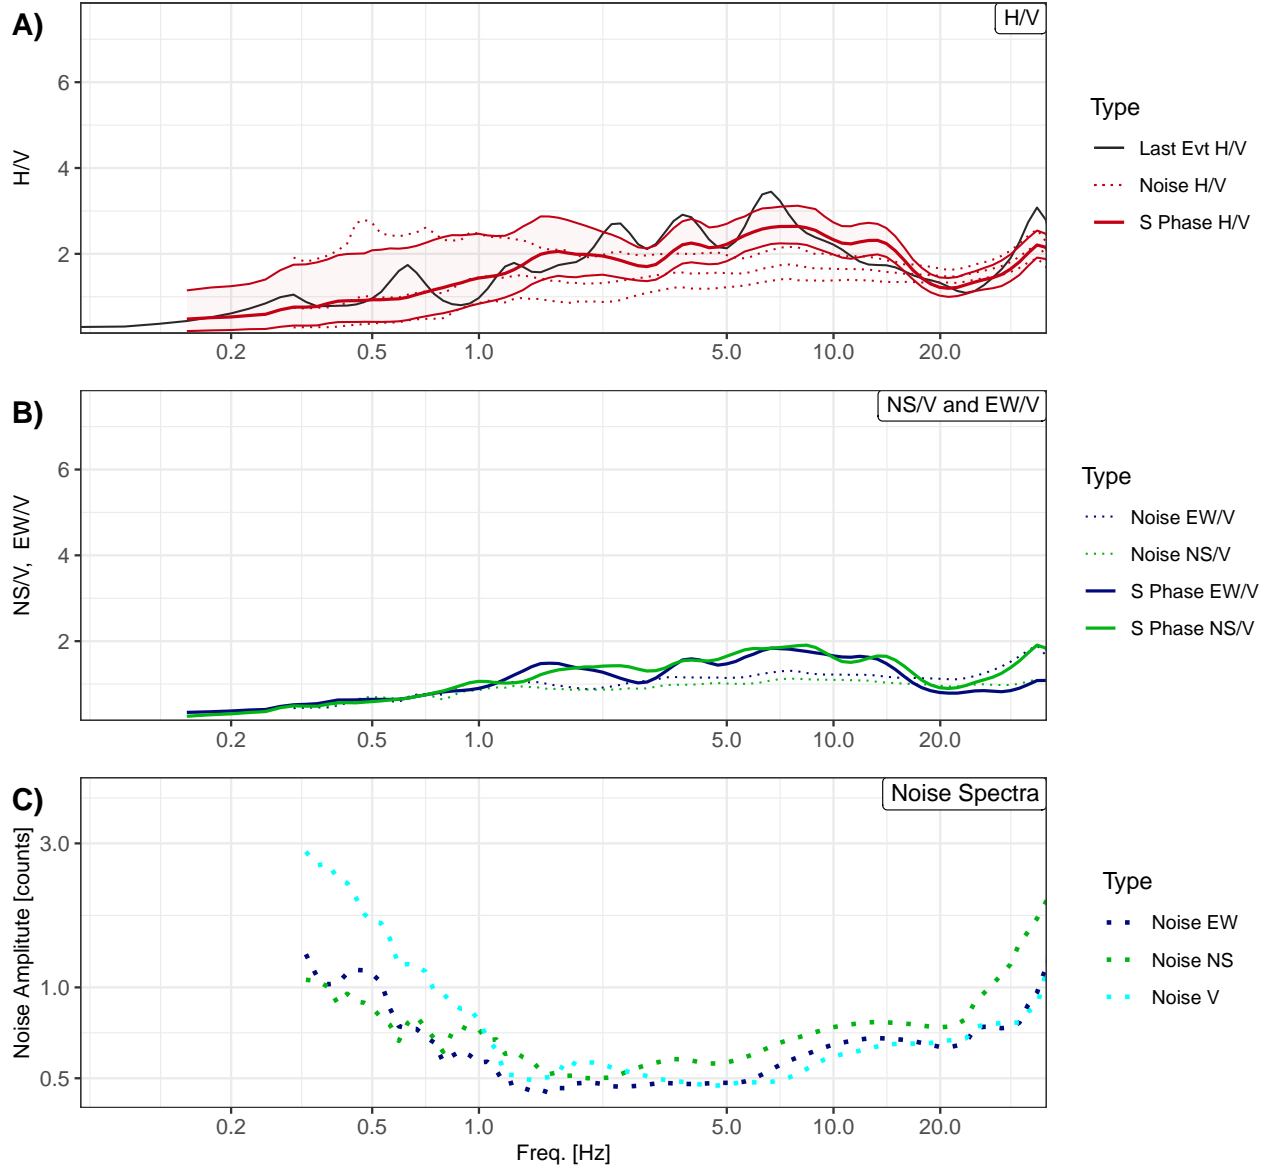 A)
H/V
6
4
2
H/V
0.2 0.5 1.0 5.0 10.0 20.0
Type
Last Evt H/V
Noise H/V
S Phase H/V
B)
NS/V and EW/V
6
4
2
NS/V, EW/V
0.2 0.5 1.0 5.0 10.0 20.0
Type
Noise EW/V
Noise NS/V
S Phase EW/V
S Phase NS/V
C)
Noise Spectra
3.0
1.0
0.5
Noise Amplitute [counts]
0.2 0.5 1.0 5.0 10.0 20.0
Freq. [Hz]
Type
Noise EW
Noise NS
Noise V